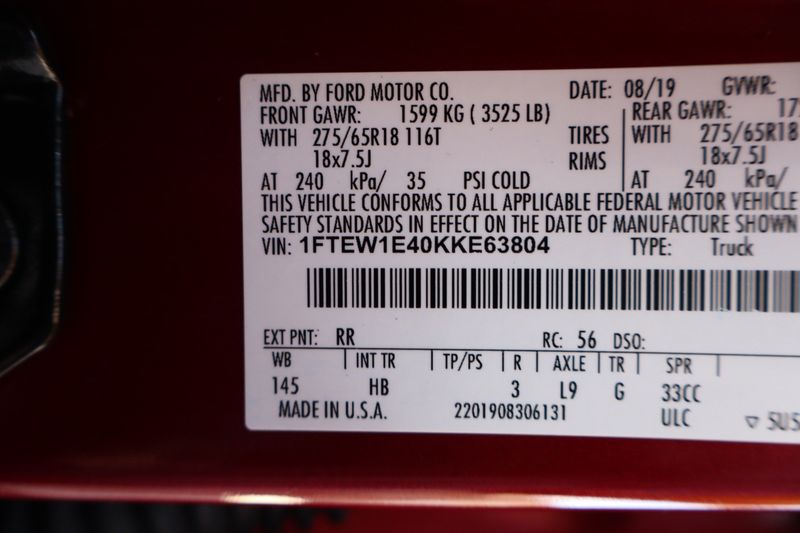 MFD. BY FORD MOTOR CO. DATE: 08/19 GVWR:
FRONT GAWR: 1599 KG ( 3525 LB) REAR GAWR: 17
WITH 275/65R18 116T TIRES WITH 275/65R18
18x7.5J RIMS 18x7.5J
AT 240 kPa/ 35 PSI COLD AT 240 kPa/
THIS VEHICLE CONFORMS TO ALL APPLICABLE FEDERAL MOTOR VEHICLE
SAFETY STANDARDS IN EFFECT ON THE DATE OF MANUFACTURE SHOWN
VIN: 1FTEW1E40KKE63804 TYPE: Truck
EXT PNT: RR RC: 56 DSO:
WB INT TR TP/PS R AXLE TR SPR
145 HB 3 L9 G 33CC
MADE IN U.S.A. 2201908306131 ULC ▽ 5U5